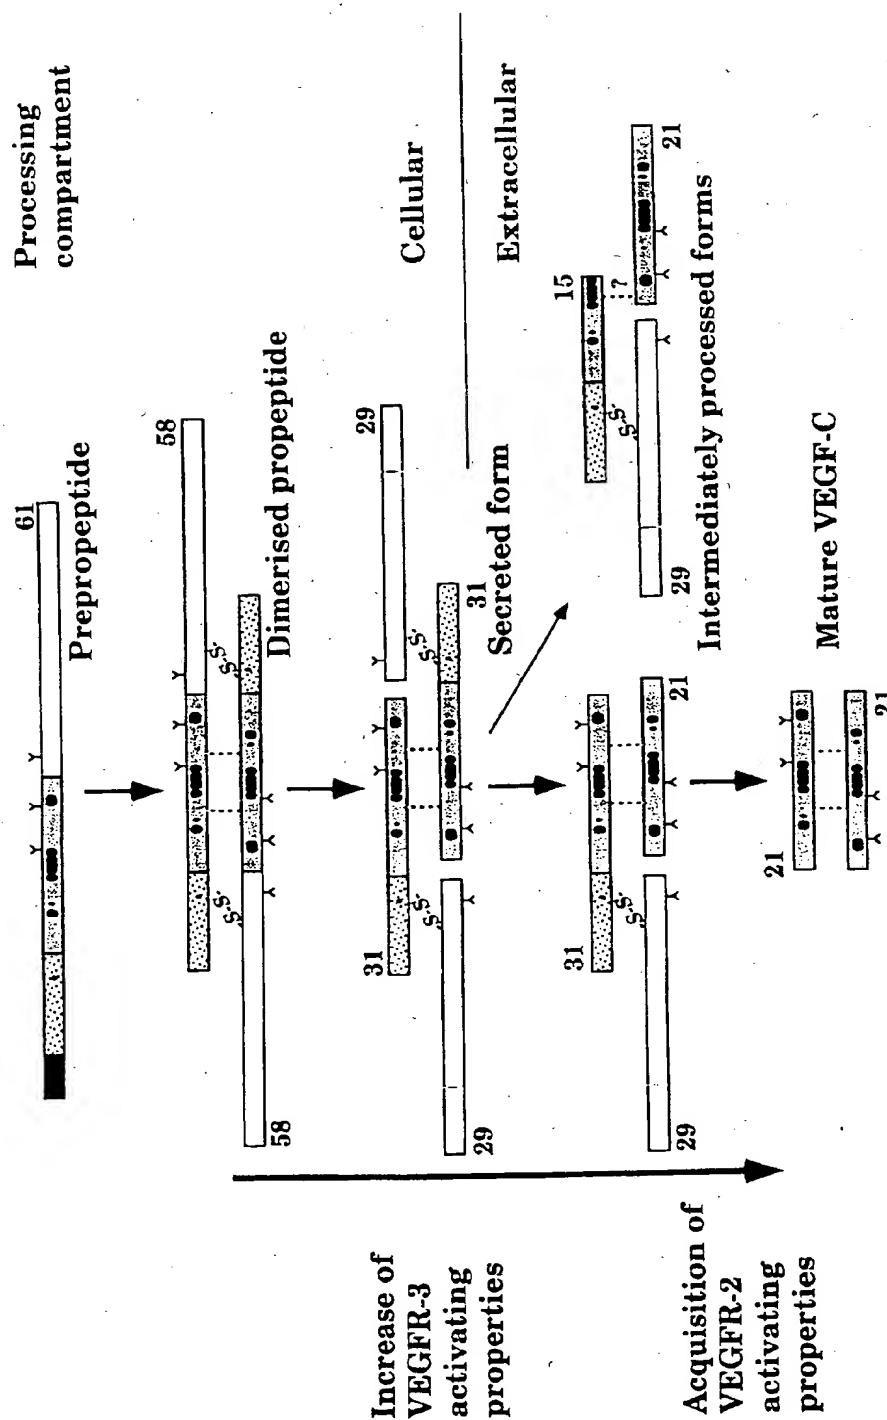 Processing
compartment
61
Prepropeptide
58
Dimerised propeptide
58
Cellular
Extracellular
29
31
S-S
S-S
Secreted form
31
29
15
?
21
S-S
29
Intermediately processed forms
31
21
S-S
29
Mature VEGF-C
21
21
S-S
S-S
Increase of
VEGFR-3
activating
properties
Acquisition of
VEGFR-2
activating
properties